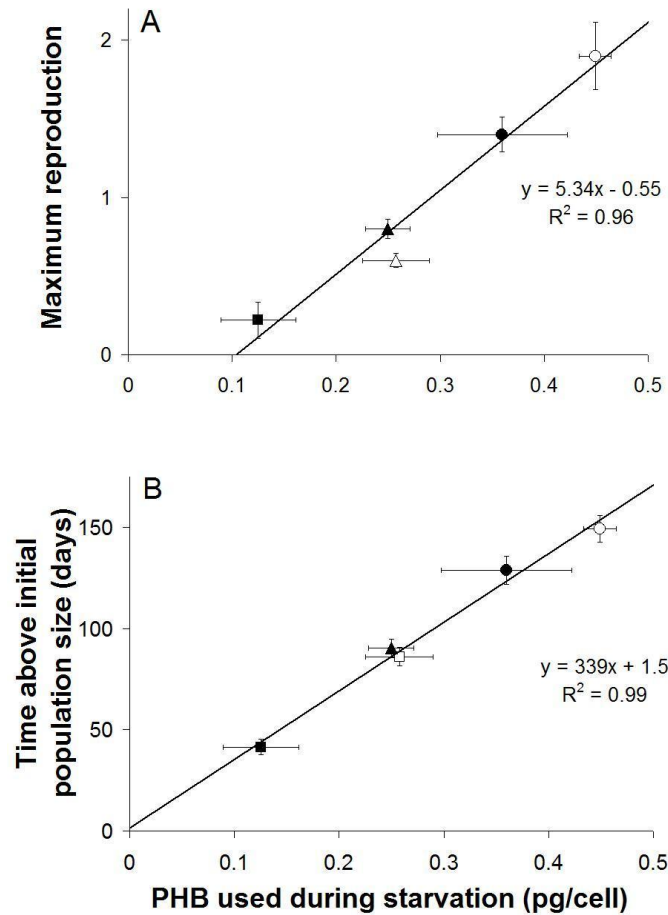 A
Maximum reproduction
2
1
0
y = 5.34x - 0.55
R² = 0.96
0 0.1 0.2 0.3 0.4 0.5
B
Time above initial
population size (days)
150
100
50
0
y = 339x + 1.5
R² = 0.99
0 0.1 0.2 0.3 0.4 0.5
PHB used during starvation (pg/cell)